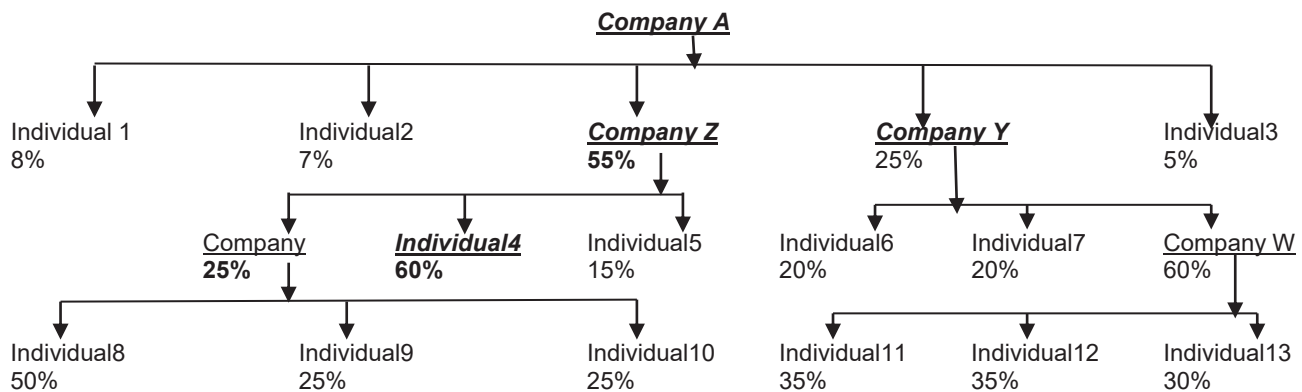 Company A
Individual 1 Individual2 Company Z Company Y Individual3
8% 7% 55% 25% 5%
Company Individual4 Individual5 Individual6 Individual7 Company W
25% 60% 15% 20% 20% 60%
Individual8 Individual9 Individual10 Individual11 Individual12 Individual13
50% 25% 25% 35% 35% 30%